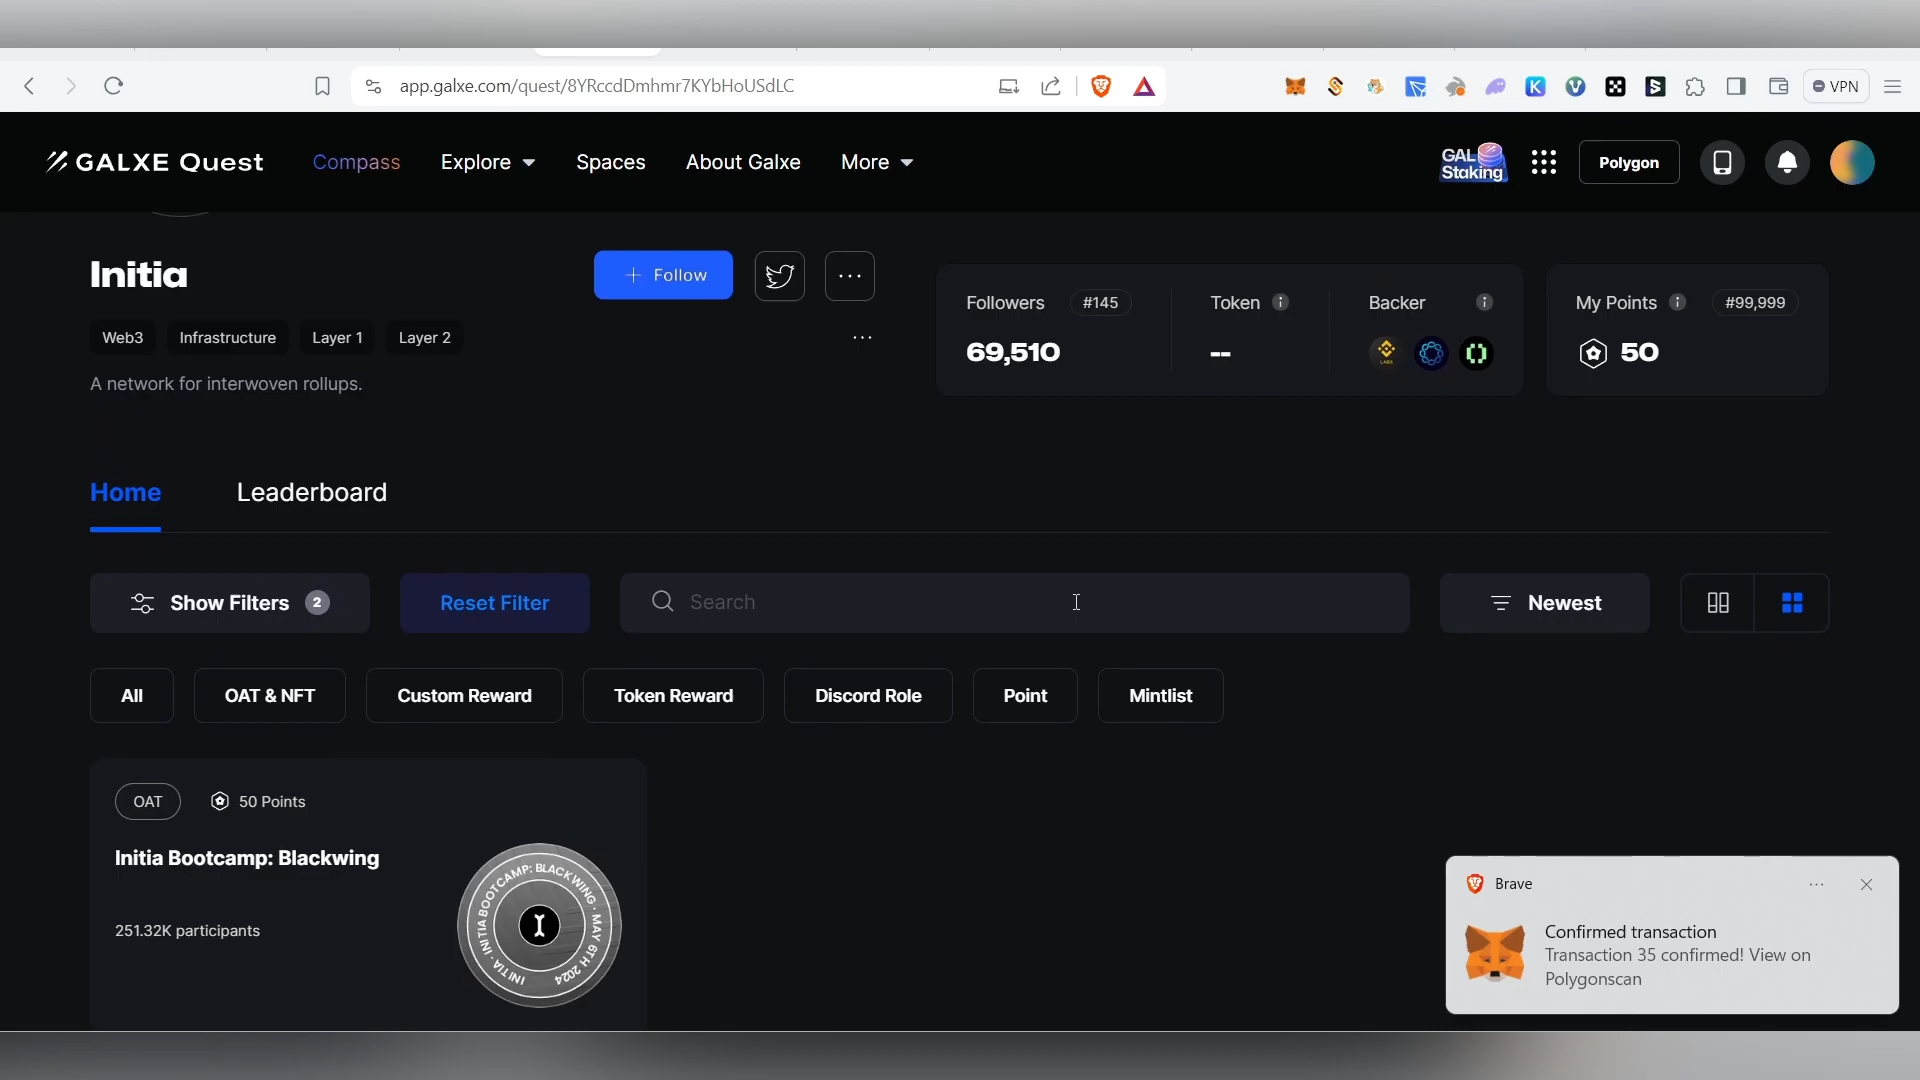 app.galxe.com/quest/8YRccdDmhmr7KYbHoUSdLC
VPN
GALXE Quest
Compass
Explore
Spaces
About Galxe
More
GAL Staking
Polygon
Initia
+ Follow
Followers #145
Token
Backer
My Points #99,999
Web3
Infrastructure
Layer 1
Layer 2
69,510
--
LABS
50
A network for interwoven rollups.
Home
Leaderboard
Show Filters 2
Reset Filter
Search
Newest
All
OAT & NFT
Custom Reward
Token Reward
Discord Role
Point
Mintlist
OAT
50 Points
Initia Bootcamp: Blackwing
251.32K participants
INITIA · INITIA BOOTCAMP: BLACKWING · MAY 6TH 2024
Brave
Confirmed transaction
Transaction 35 confirmed! View on
Polygonscan